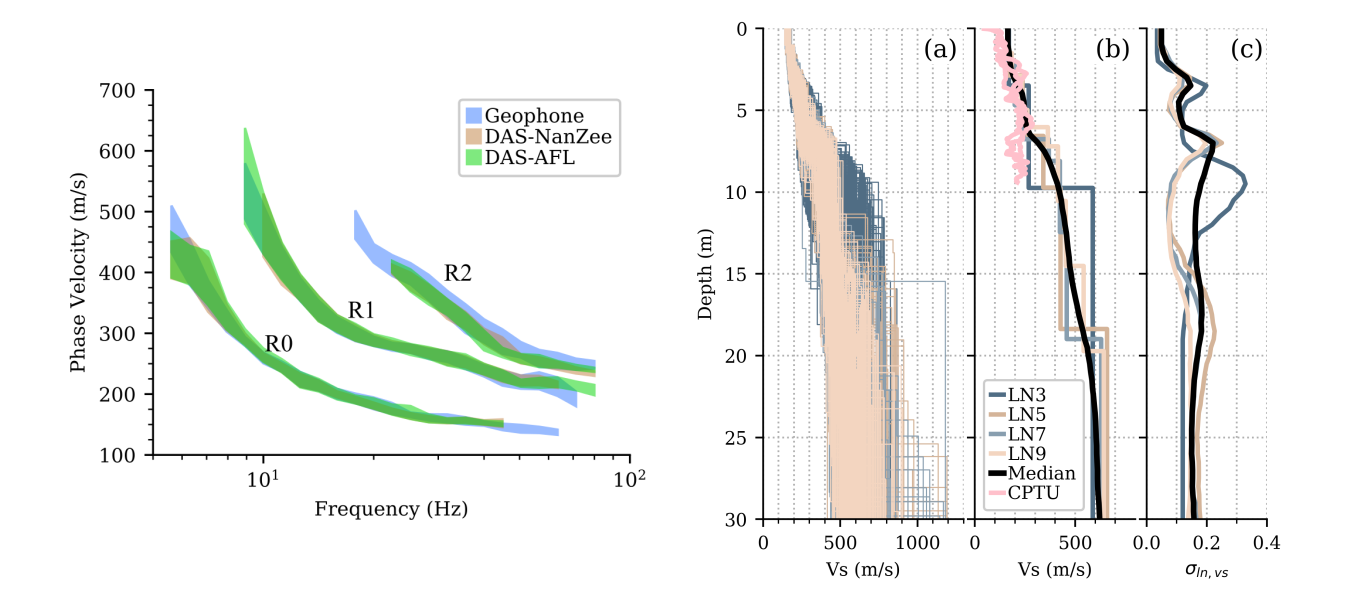 700
600
500
400
300
200
100
Phase Velocity (m/s)
10¹
10²
Frequency (Hz)
Geophone
DAS-NanZee
DAS-AFL
R0
R1
R2
0
5
10
15
20
25
30
Depth (m)
(a)
0
500
1000
Vs (m/s)
(b)
LN3
LN5
LN7
LN9
Median
CPTU
0
500
Vs (m/s)
(c)
0.0
0.2
0.4
σln,vs